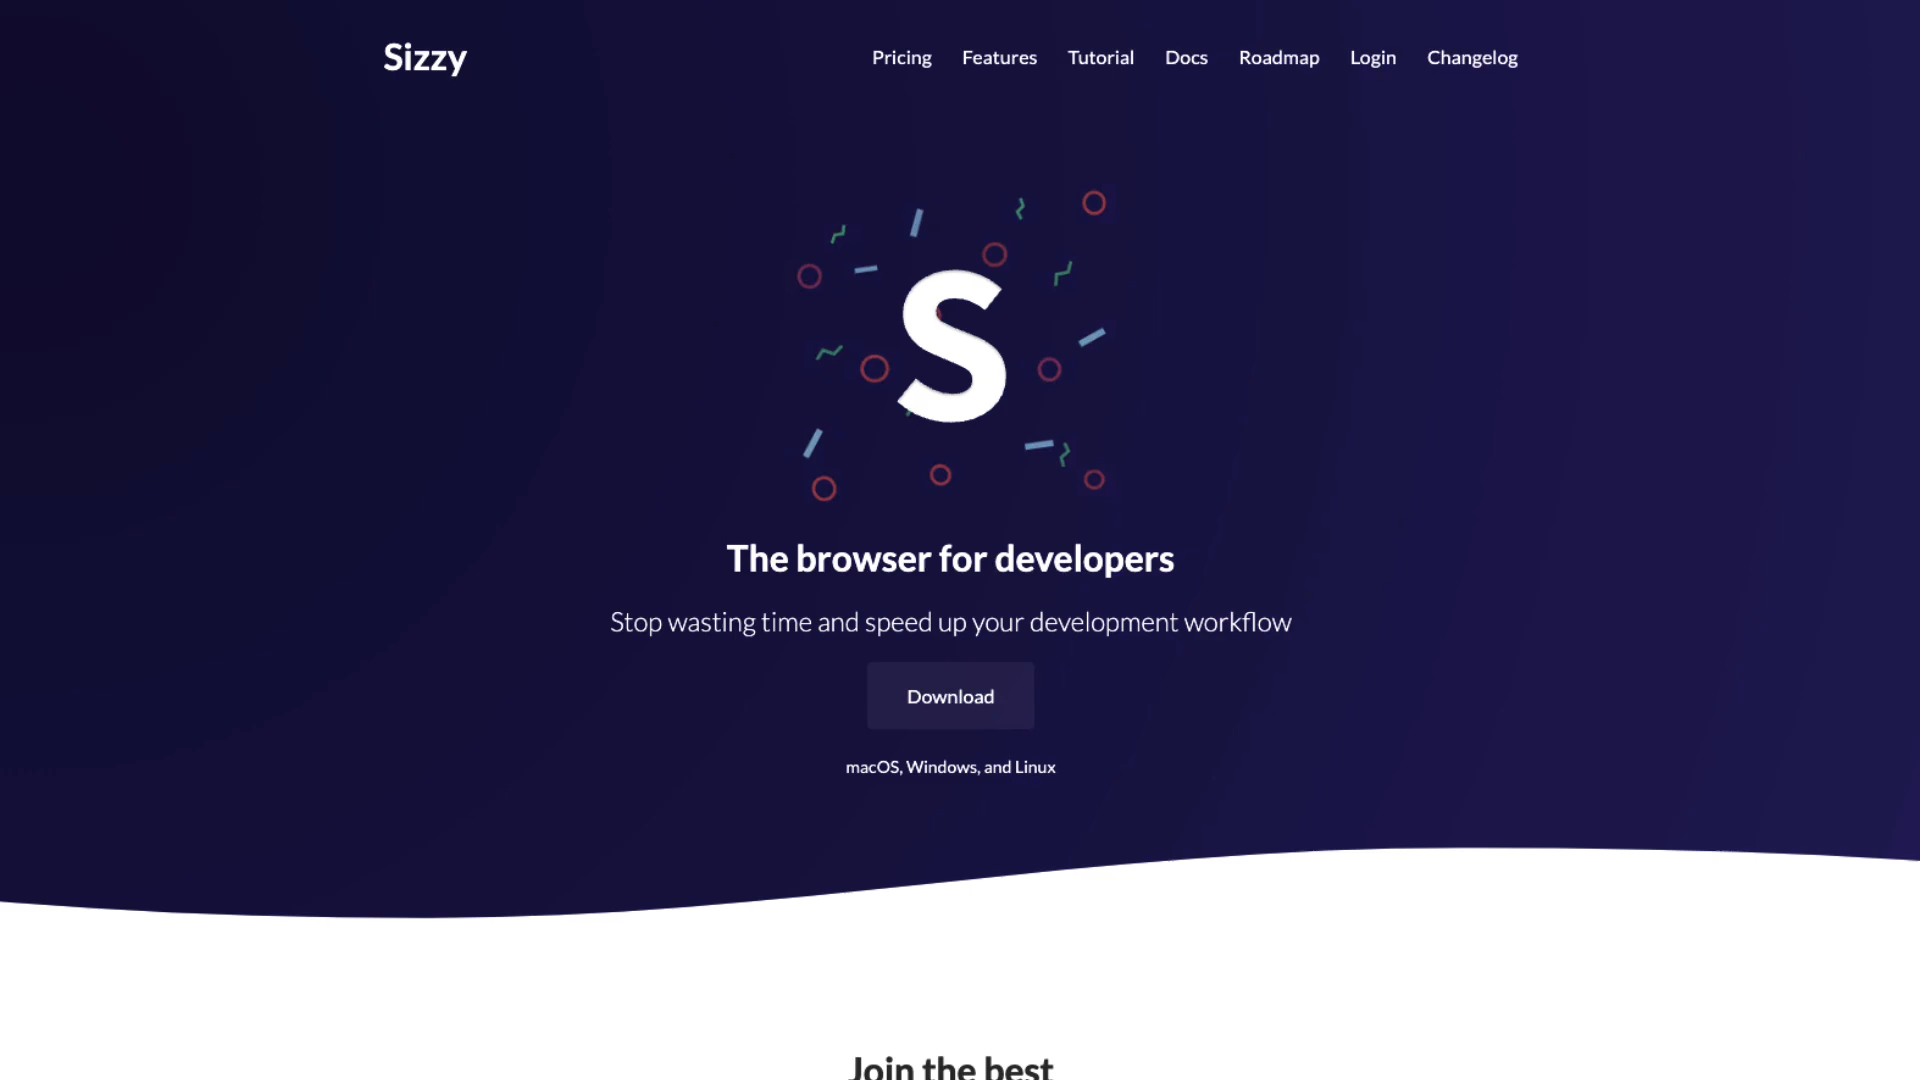 Sizzy
Pricing Features Tutorial Docs Roadmap Login Changelog
S
The browser for developers
Stop wasting time and speed up your development workflow
Download
macOS, Windows, and Linux
Join the best